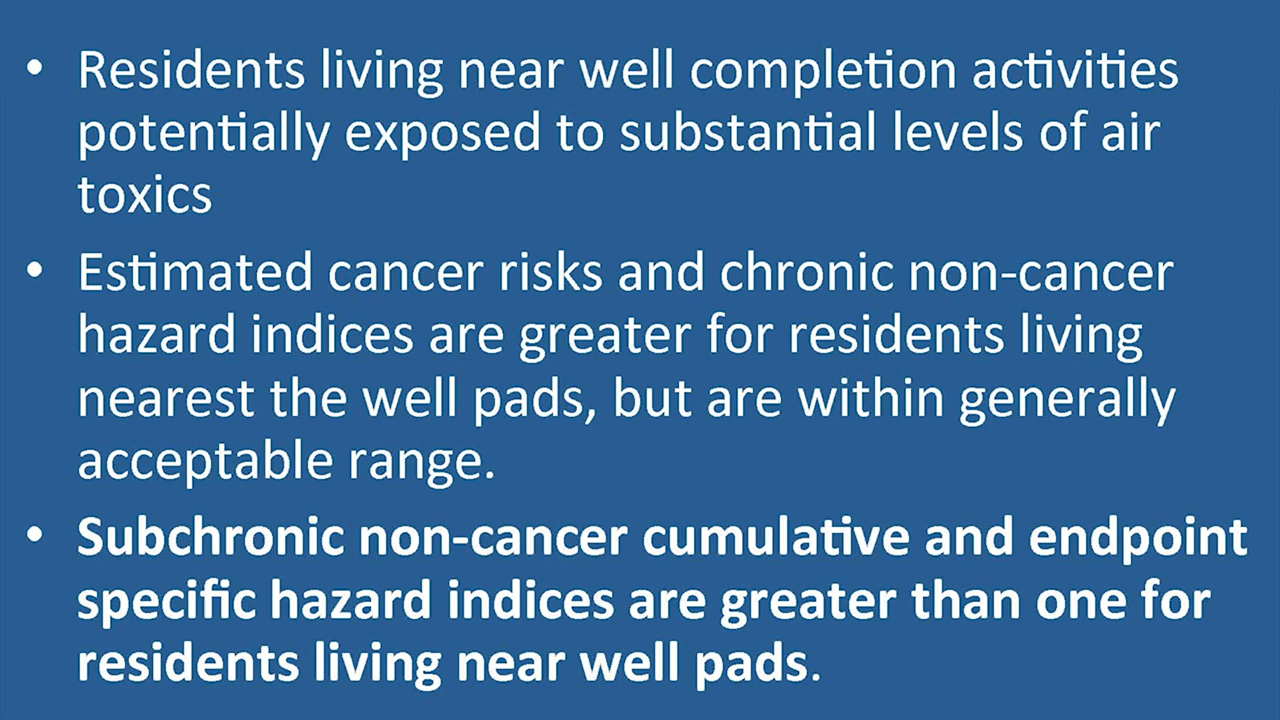 • Residents living near well completion activities
potentially exposed to substantial levels of air
toxics
• Estimated cancer risks and chronic non-cancer
hazard indices are greater for residents living
nearest the well pads, but are within generally
acceptable range.
• Subchronic non-cancer cumulative and endpoint
specific hazard indices are greater than one for
residents living near well pads.